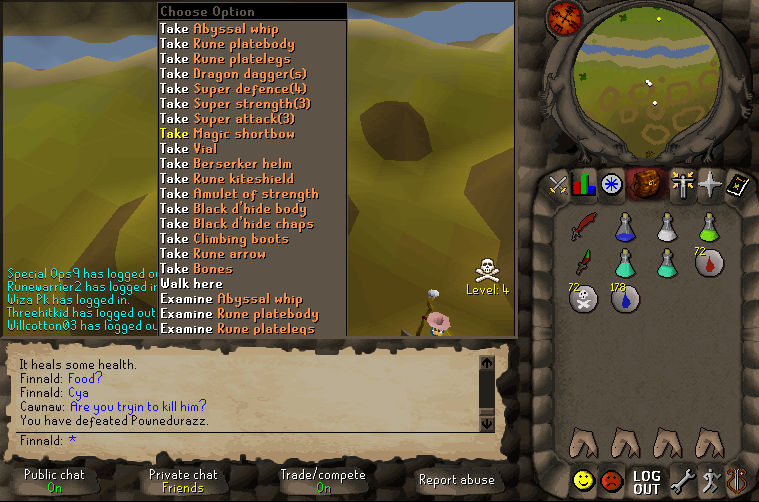 Choose Option
Take Abyssal whip
Take Rune platebody
Take Rune platelegs
Take Dragon dagger(s)
Take Super defence(4)
Take Super strength(3)
Take Super attack(3)
Take Magic shortbow
Take Vial
Take Berserker helm
Take Rune kiteshield
Take Amulet of strength
Take Black d'hide body
Take Black d'hide chaps
Take Climbing boots
Take Rune arrow
Take Bones
Walk here
Examine Abyssal whip
Examine Rune platebody
Examine Rune platelegs
Special Ops9 has logged ou
Runewarrier2 has logged in.
Wiza Pk has logged in.
Threehitkid has logged out
Willcotton03 has logged ou
Level: 4
72
72
178
It heals some health.
Finnald: Food?
Finnald: Cya
Cawnaw: Are you tryin to kill him?
You have defeated Pownedurazz.
Finnald: *
Public chat
On
Private chat
Friends
Trade/compete
On
Report abuse
LOG
OUT